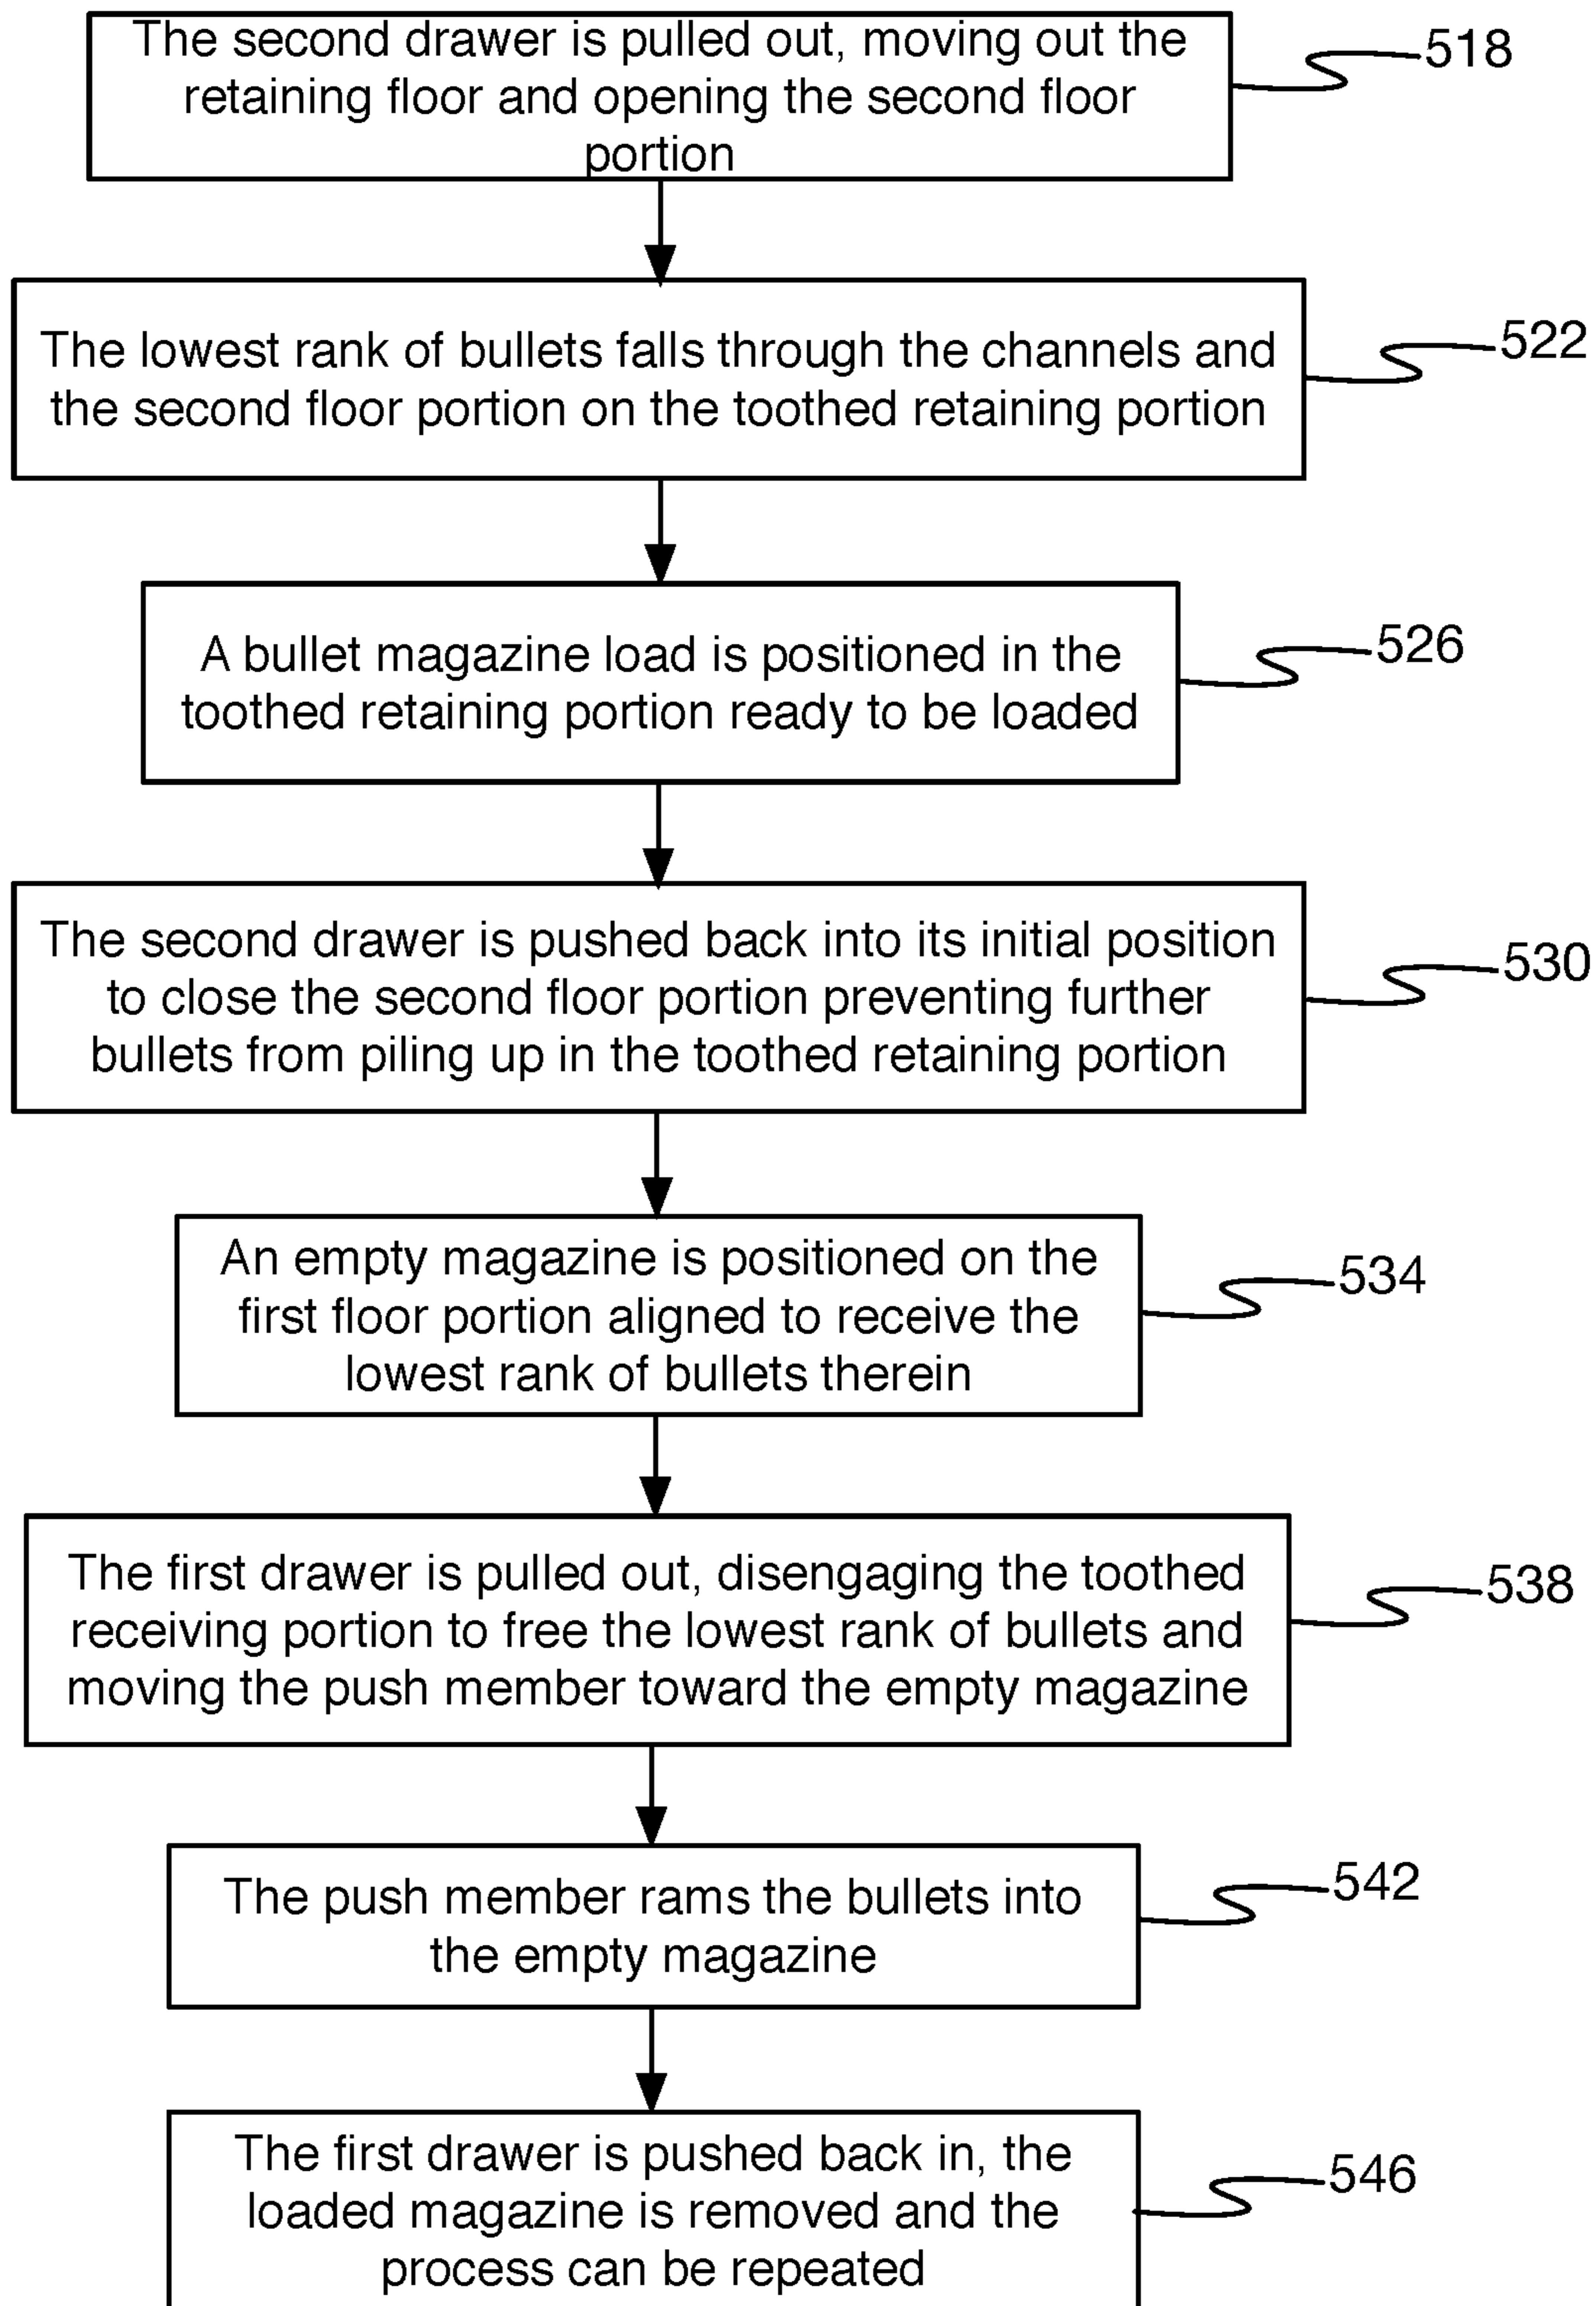 The second drawer is pulled out, moving out the
retaining floor and opening the second floor
portion
518
The lowest rank of bullets falls through the channels and
the second floor portion on the toothed retaining portion
522
A bullet magazine load is positioned in the
toothed retaining portion ready to be loaded
526
The second drawer is pushed back into its initial position
to close the second floor portion preventing further
bullets from piling up in the toothed retaining portion
530
An empty magazine is positioned on the
first floor portion aligned to receive the
lowest rank of bullets therein
534
The first drawer is pulled out, disengaging the toothed
receiving portion to free the lowest rank of bullets and
moving the push member toward the empty magazine
538
The push member rams the bullets into
the empty magazine
542
The first drawer is pushed back in, the
loaded magazine is removed and the
process can be repeated
546